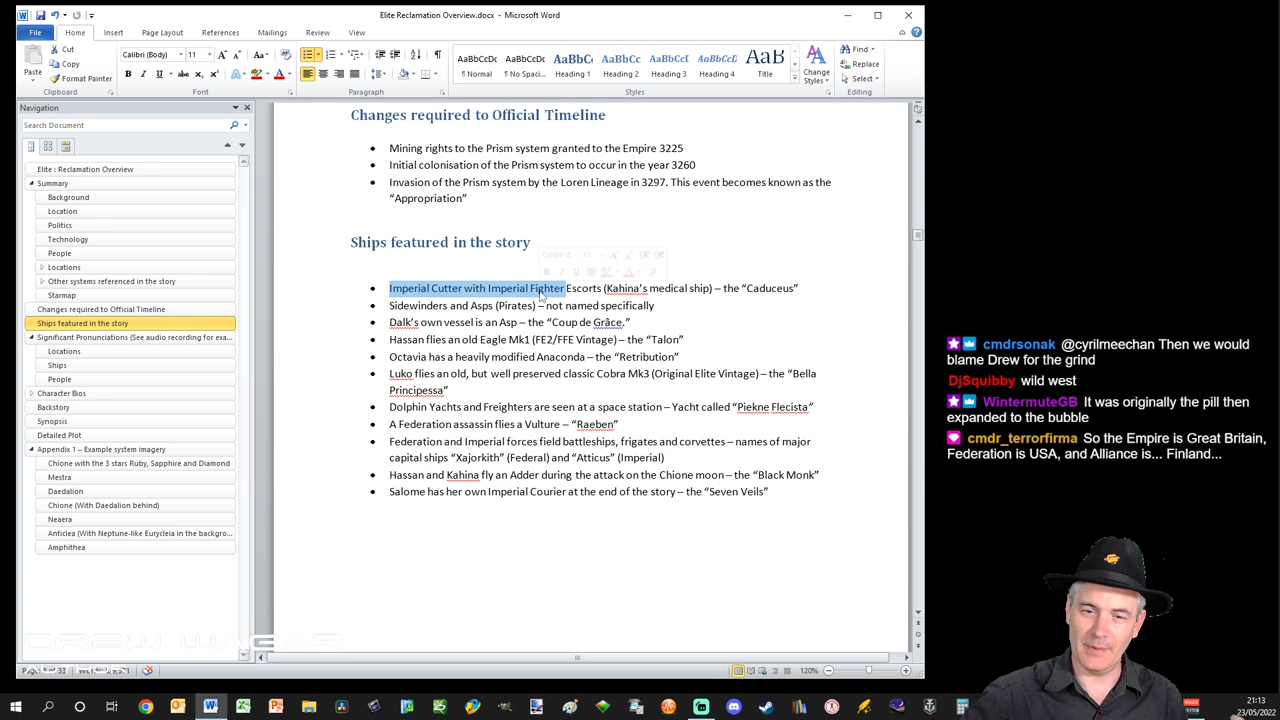 Elite Reclamation Overview.docx - Microsoft Word
File
Home
Insert
Page Layout
References
Mailings
Review
View
Paste
Cut
Copy
Format Painter
Clipboard
Calibri (Body)
11
Font
Paragraph
AaBbCcDc
¶ Normal
AaBbCcDc
¶ No Spaci...
AaBbCc
Heading 1
AaBbCc
Heading 2
AaBbCcDc
Heading 3
AaBbCcDc
Heading 4
AaB
Title
Change
Styles
Styles
Find
Replace
Select
Editing
Navigation
Search Document
Elite : Reclamation Overview
Summary
Background
Location
Politics
Technology
People
Locations
Other systems referenced in the story
Starmap
Changes required to Official Timeline
Ships featured in the story
Significant Pronunciations (See audio recording for exa...
Locations
Ships
People
Character Bios
Backstory
Synopsis
Detailed Plot
Appendix 1 – Example system imagery
Chione with the 3 stars Ruby, Sapphire and Diamond
Mestra
Daedalion
Chione (With Daedalion behind)
Neaera
Anticlea (With Neptune-like Eurycleia in the backgro...
Amphithea
Changes required to Official Timeline
• Mining rights to the Prism system granted to the Empire 3225
• Initial colonisation of the Prism system to occur in the year 3260
• Invasion of the Prism system by the Loren Lineage in 3297. This event becomes known as the
“Appropriation”
Ships featured in the story
• Imperial Cutter with Imperial Fighter Escorts (Kahina’s medical ship) – the “Caduceus”
• Sidewinders and Asps (Pirates) – not named specifically
• Dalk’s own vessel is an Asp – the “Coup de Grâce.”
• Hassan flies an old Eagle Mk1 (FE2/FFE Vintage) – the “Talon”
• Octavia has a heavily modified Anaconda – the “Retribution”
• Luko flies an old, but well preserved classic Cobra Mk3 (Original Elite Vintage) – the “Bella
Principessa”
• Dolphin Yachts and Freighters are seen at a space station – Yacht called “Piekne Flecista”
• A Federation assassin flies a Vulture – “Raeben”
• Federation and Imperial forces field battleships, frigates and corvettes – names of major
capital ships “Xajorkith” (Federal) and “Atticus” (Imperial)
• Hassan and Kahina fly an Adder during the attack on the Chione moon – the “Black Monk”
• Salome has her own Imperial Courier at the end of the story – the “Seven Veils”
cmdrsonak @cyrilmeechan Then we would
blame Drew for the grind
DjSquibby wild west
WintermuteGB It was originally the pill then
expanded to the bubble
cmdr_terrorfirma So the Empire is Great Britain,
Federation is USA, and Alliance is... Finland...
DREW WAGAR
120%
21:13
23/05/2022